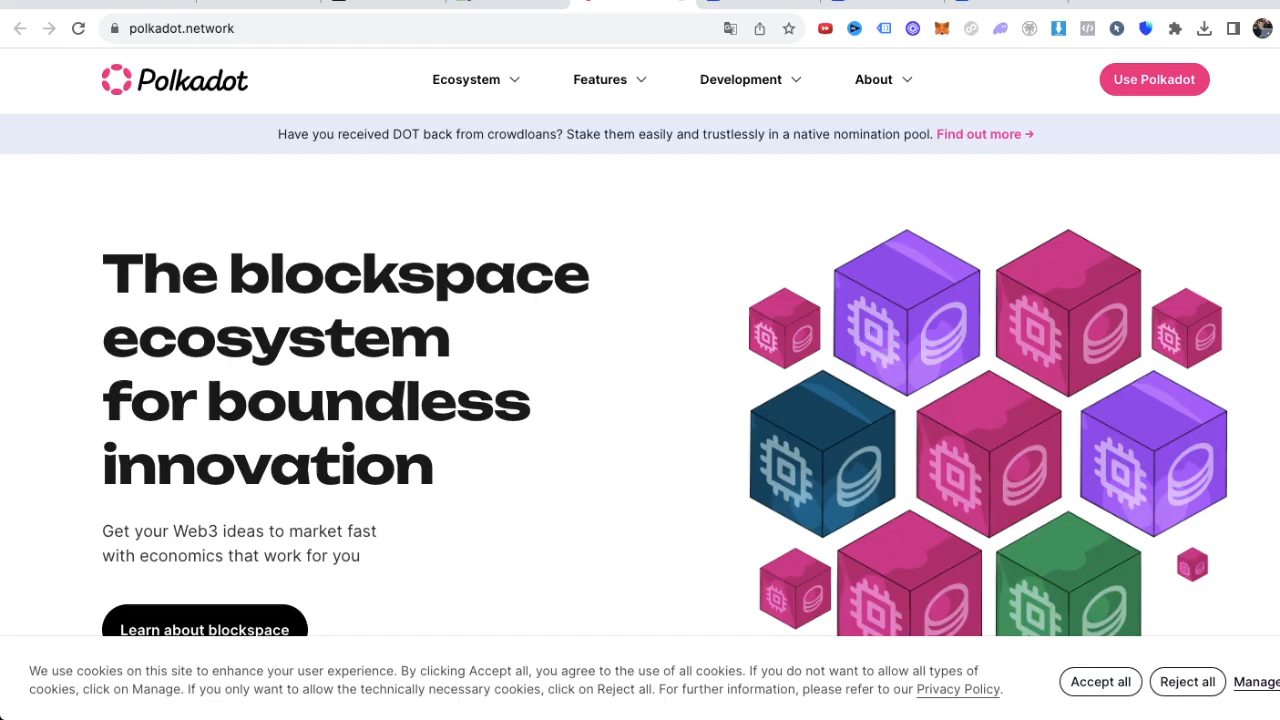 polkadot.network
Polkadot
Ecosystem
Features
Development
About
Use Polkadot
Have you received DOT back from crowdloans? Stake them easily and trustlessly in a native nomination pool. Find out more →
The blockspace
ecosystem
for boundless
innovation
Get your Web3 ideas to market fast
with economics that work for you
Learn about blockspace
We use cookies on this site to enhance your user experience. By clicking Accept all, you agree to the use of all cookies. If you do not want to allow all types of
cookies, click on Manage. If you only want to allow the technically necessary cookies, click on Reject all. For further information, please refer to our Privacy Policy.
Accept all
Reject all
Manage